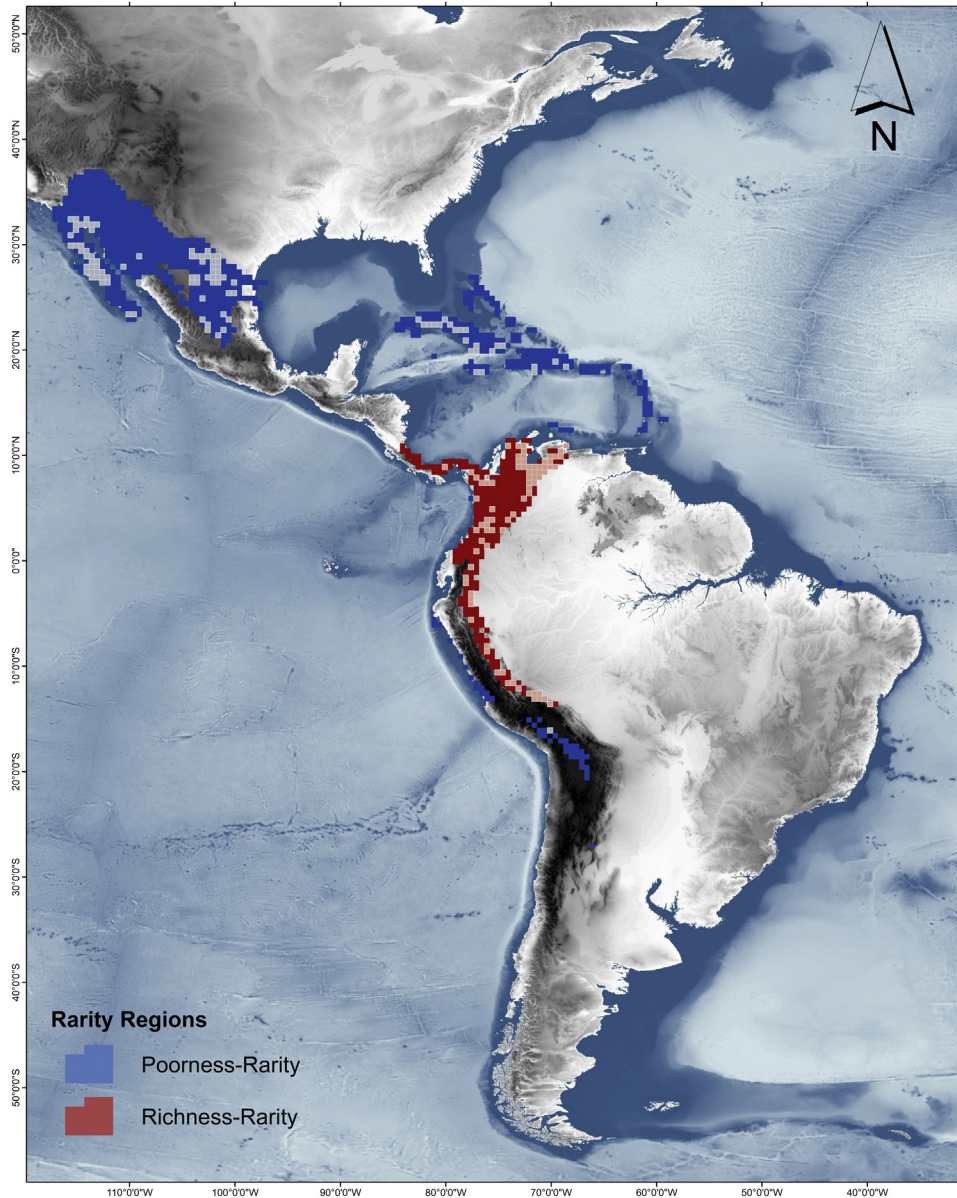 50°0'0"N
40°0'0"N
30°0'0"N
20°0'0"N
10°0'0"N
0°0'0"
10°0'0"S
20°0'0"S
30°0'0"S
40°0'0"S
50°0'0"S
N
Rarity Regions
Poorness-Rarity
Richness-Rarity
110°0'0"W 100°0'0"W 90°0'0"W 80°0'0"W 70°0'0"W 60°0'0"W 50°0'0"W 40°0'0"W